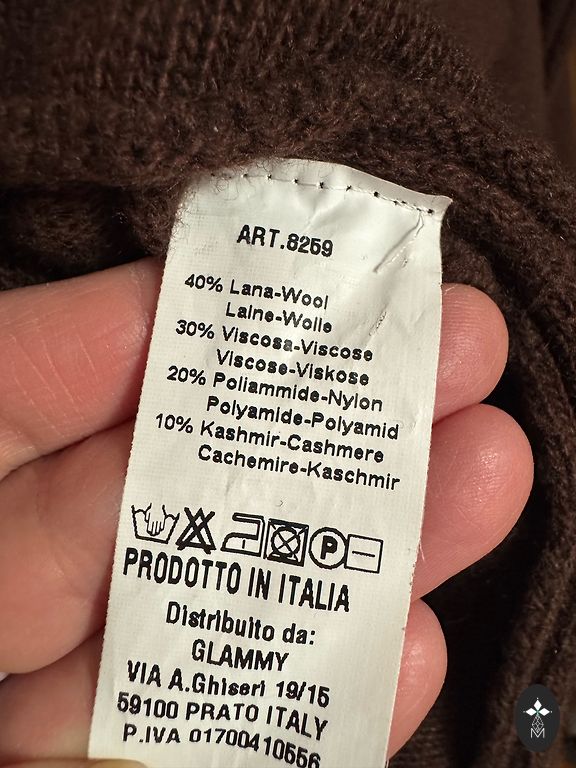 ART.8259
40% Lana-Wool
Laine-Wolle
30% Viscosa-Viscose
Viscose-Viskose
20% Poliammide-Nylon
Polyamide-Polyamid
10% Kashmir-Cashmere
Cachemire-Kaschmir
P
PRODOTTO IN ITALIA
Distribuito da:
GLAMMY
VIA A.Ghiseri 19/15
59100 PRATO ITALY
P.IVA 01700410556
M